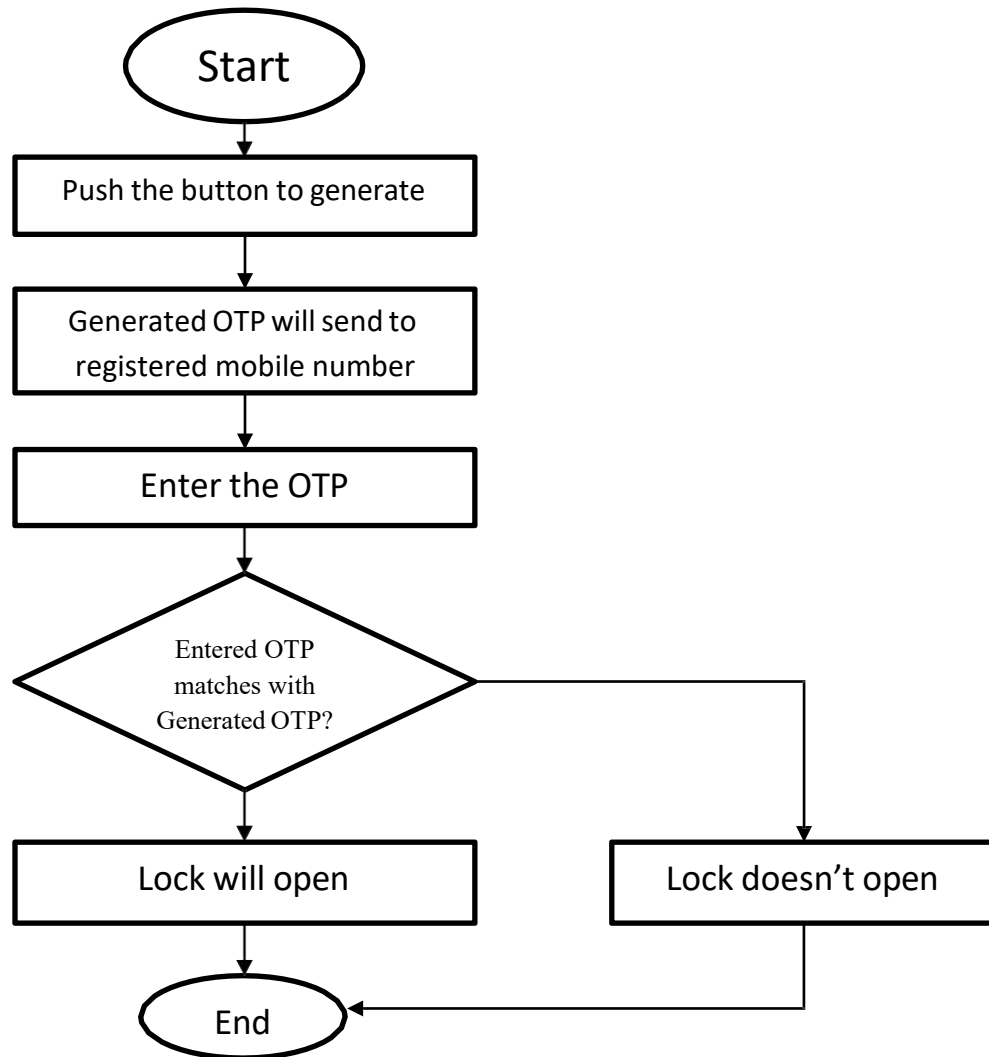 Start
Push the button to generate
Generated OTP will send to
registered mobile number
Enter the OTP
Entered OTP
matches with
Generated OTP?
Lock will open
Lock doesn’t open
End